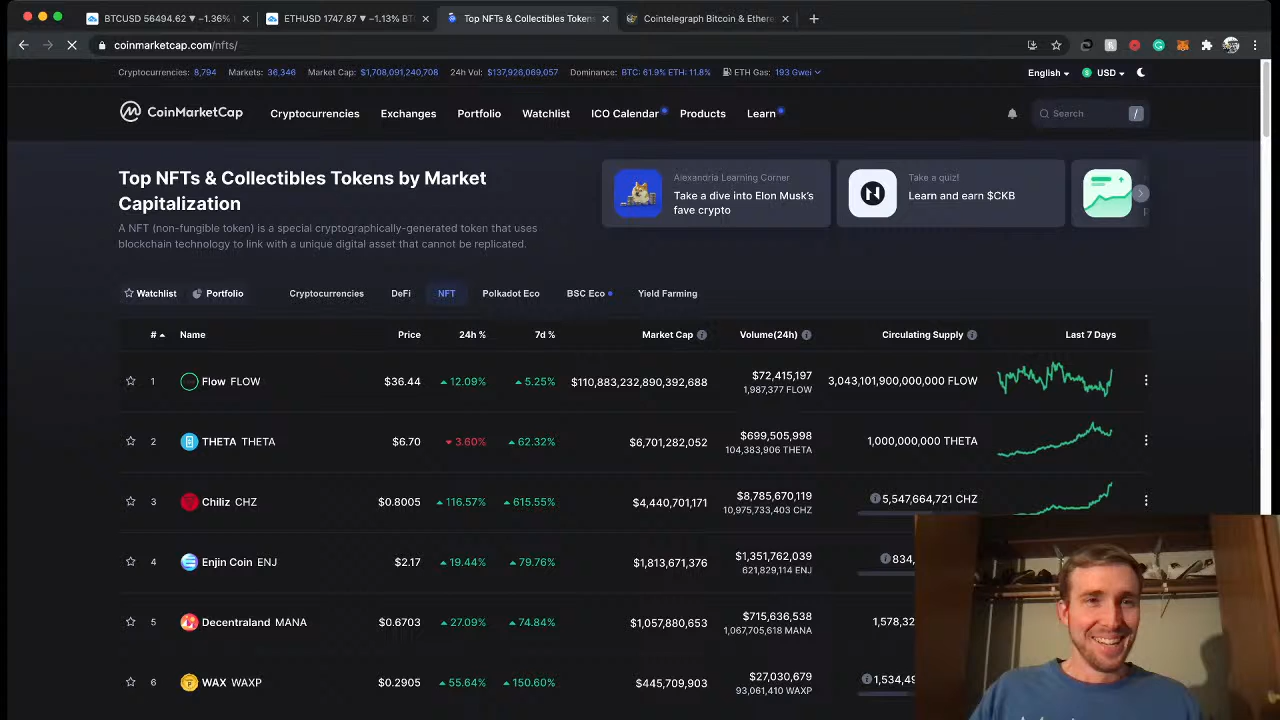 BTCUSD 56494.62 ▼ −1.36%
ETHUSD 1747.87 ▼ −1.13% BT
Top NFTs & Collectibles Tokens
Cointelegraph Bitcoin & Ethere
coinmarketcap.com/nfts/
Cryptocurrencies: 8,794 Markets: 36,346 Market Cap: $1,708,091,240,708 24h Vol: $137,926,069,057 Dominance: BTC: 61.9% ETH: 11.8% ETH Gas: 193 Gwei
English USD
CoinMarketCap
Cryptocurrencies Exchanges Portfolio Watchlist ICO Calendar Products Learn
Search /
Top NFTs & Collectibles Tokens by Market
Capitalization
A NFT (non-fungible token) is a special cryptographically-generated token that uses
blockchain technology to link with a unique digital asset that cannot be replicated.
Alexandria Learning Corner
Take a dive into Elon Musk's
fave crypto
Take a quiz!
Learn and earn $CKB
Watchlist Portfolio Cryptocurrencies DeFi NFT Polkadot Eco BSC Eco Yield Farming
# Name Price 24h % 7d % Market Cap Volume(24h) Circulating Supply Last 7 Days
1 Flow FLOW $36.44 12.09% 5.25% $110,883,232,890,392,688 $72,415,197 3,043,101,900,000,000 FLOW
1,987,377 FLOW
2 THETA THETA $6.70 3.60% 62.32% $6,701,282,052 $699,505,998 1,000,000,000 THETA
104,383,906 THETA
3 Chiliz CHZ $0.8005 116.57% 615.55% $4,440,701,171 $8,785,670,119 5,547,664,721 CHZ
10,975,733,403 CHZ
4 Enjin Coin ENJ $2.17 19.44% 79.76% $1,813,671,376 $1,351,762,039 834,
621,829,114 ENJ
5 Decentraland MANA $0.6703 27.09% 74.84% $1,057,880,653 $715,636,538 1,578,32
1,067,705,618 MANA
6 WAX WAXP $0.2905 55.64% 150.60% $445,709,903 $27,030,679 1,534,49
93,061,410 WAXP